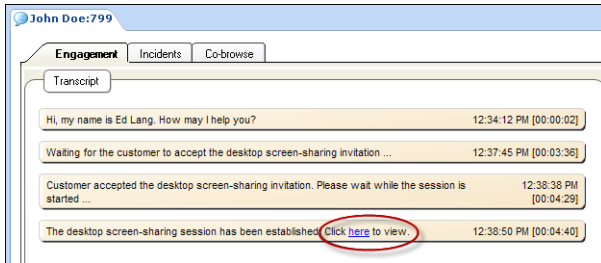 John Doe:799
Engagement Incidents Co-browse
Transcript
Hi, my name is Ed Lang. How may I help you? 12:34:12 PM [00:00:02]
Waiting for the customer to accept the desktop screen-sharing invitation ... 12:37:45 PM [00:03:36]
Customer accepted the desktop screen-sharing invitation. Please wait while the session is 12:38:38 PM
started ... [00:04:29]
The desktop screen-sharing session has been established. Click here to view. 12:38:50 PM [00:04:40]